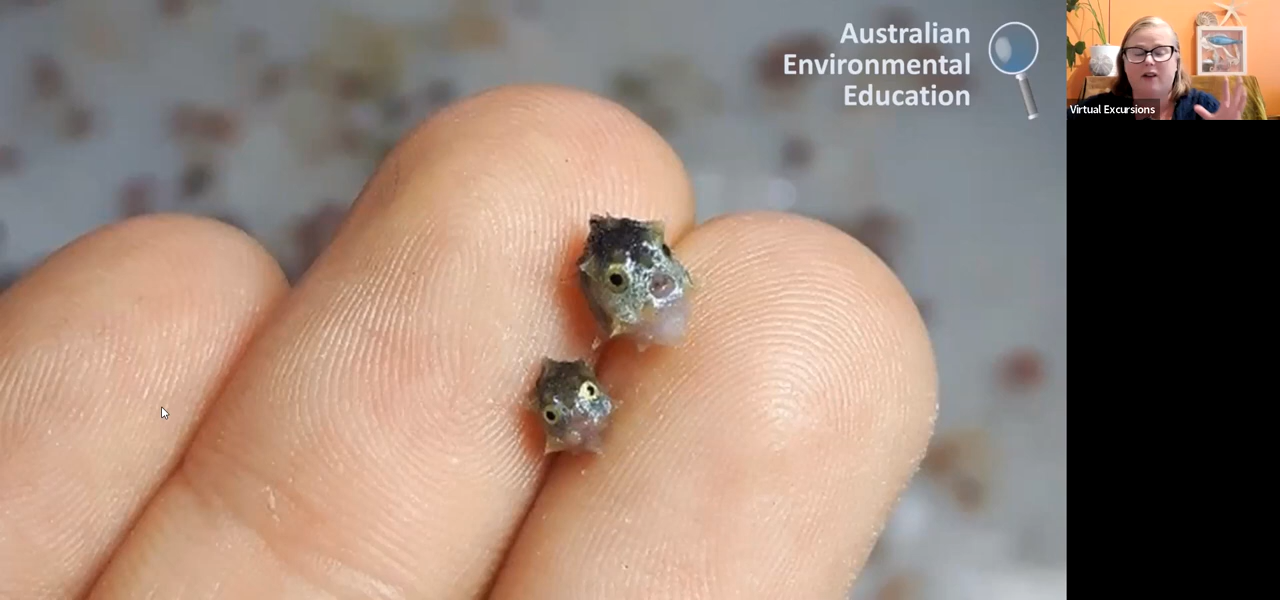 Australian
Environmental
Education
Virtual Excursions